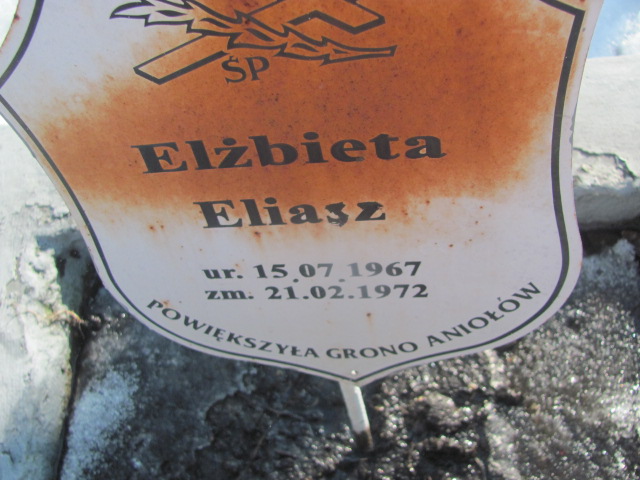 ŚP
Elżbieta
Eliasz
ur. 15.07.1967
zm. 21.02.1972
POWIĘKSZYŁA GRONO ANIOŁÓW